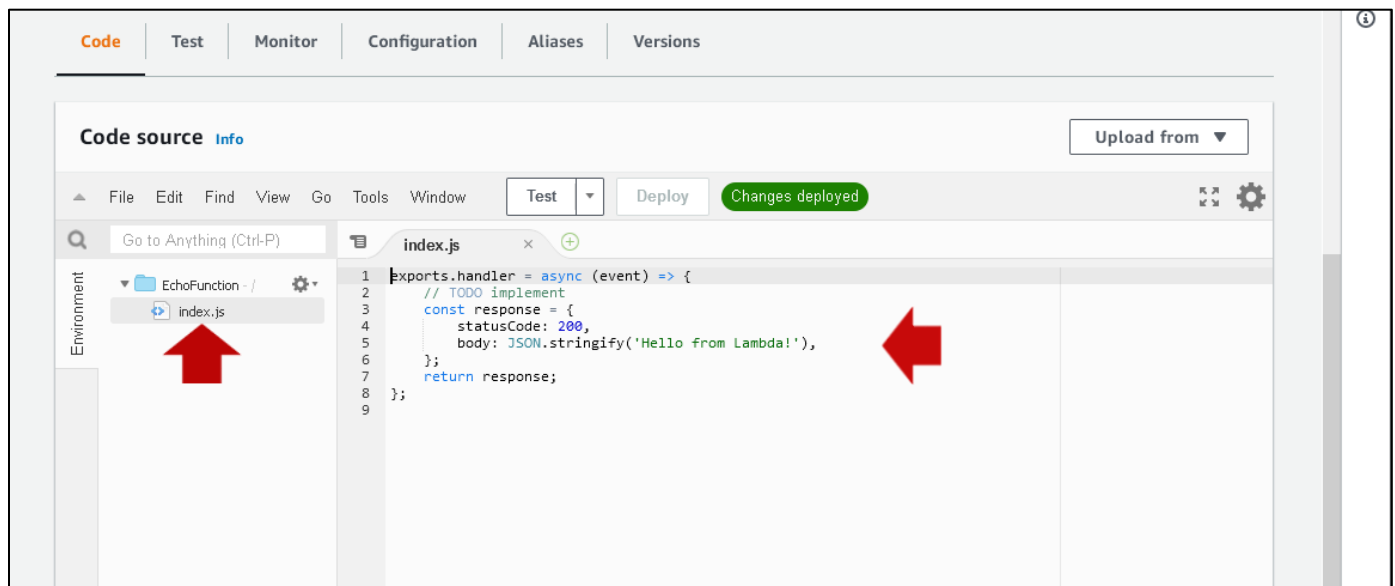 Code Test Monitor Configuration Aliases Versions
Code source Info
Upload from ▼
File Edit Find View Go Tools Window Test Deploy Changes deployed
Go to Anything (Ctrl-P)
index.js
Environment
EchoFunction - /
index.js
1 exports.handler = async (event) => {
2     // TODO implement
3     const response = {
4         statusCode: 200,
5         body: JSON.stringify('Hello from Lambda!'),
6     };
7     return response;
8 };
9